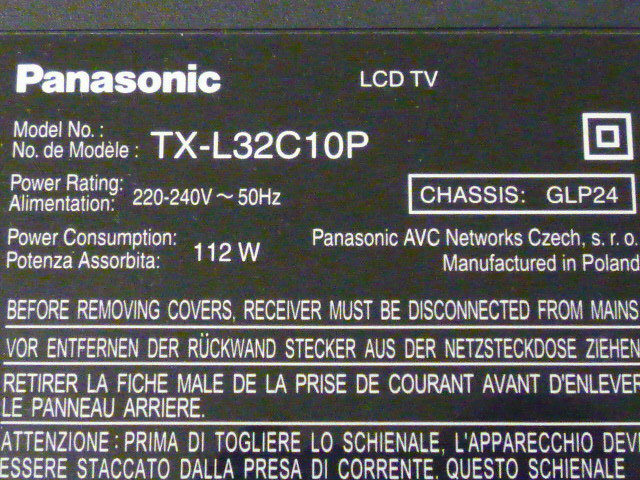 Panasonic LCD TV
Model No. :
No. de Modèle : TX-L32C10P
Power Rating:
Alimentation: 220-240V ~ 50Hz
CHASSIS: GLP24
Power Consumption:
Potenza Assorbita: 112 W
Panasonic AVC Networks Czech, s. r. o.
Manufactured in Poland
BEFORE REMOVING COVERS, RECEIVER MUST BE DISCONNECTED FROM MAINS
VOR ENTFERNEN DER RÜCKWAND STECKER AUS DER NETZSTECKDOSE ZIEHEN
RETIRER LA FICHE MALE DE LA PRISE DE COURANT AVANT D'ENLEVER
LE PANNEAU ARRIERE.
ATTENZIONE : PRIMA DI TOGLIERE LO SCHIENALE, L'APPARECCHIO DEV
ESSERE STACCATO DALLA PRESA DI CORRENTE. QUESTO SCHIENALE